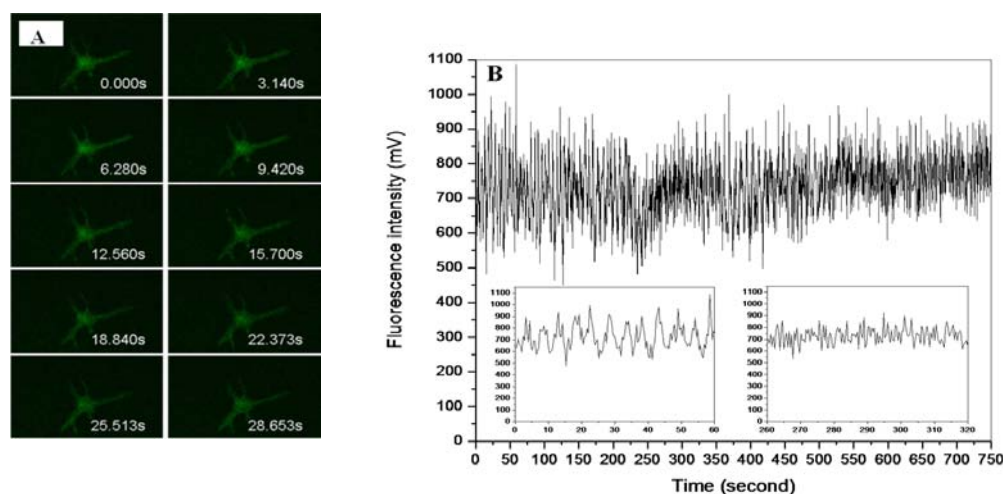 A
0.000s
3.140s
6.280s
9.420s
12.560s
15.700s
18.840s
22.373s
25.513s
28.653s
B
Fluorescence intensity (mV)
1100
1000
900
800
700
600
500
400
300
200
100
0
1100
1000
900
800
700
600
500
400
300
200
100
0
0 10 20 30 40 50 60
1100
1000
900
800
700
600
500
400
300
200
100
0
260 270 280 290 300 310 320
0 50 100 150 200 250 300 350 400 450 500 550 600 650 700 750
Time (second)